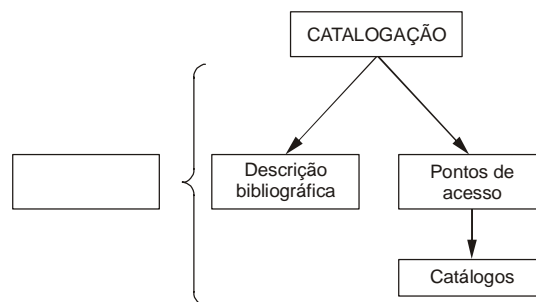 CATALOGAÇÃO
Descrição
bibliográfica
Pontos de
acesso
Catálogos